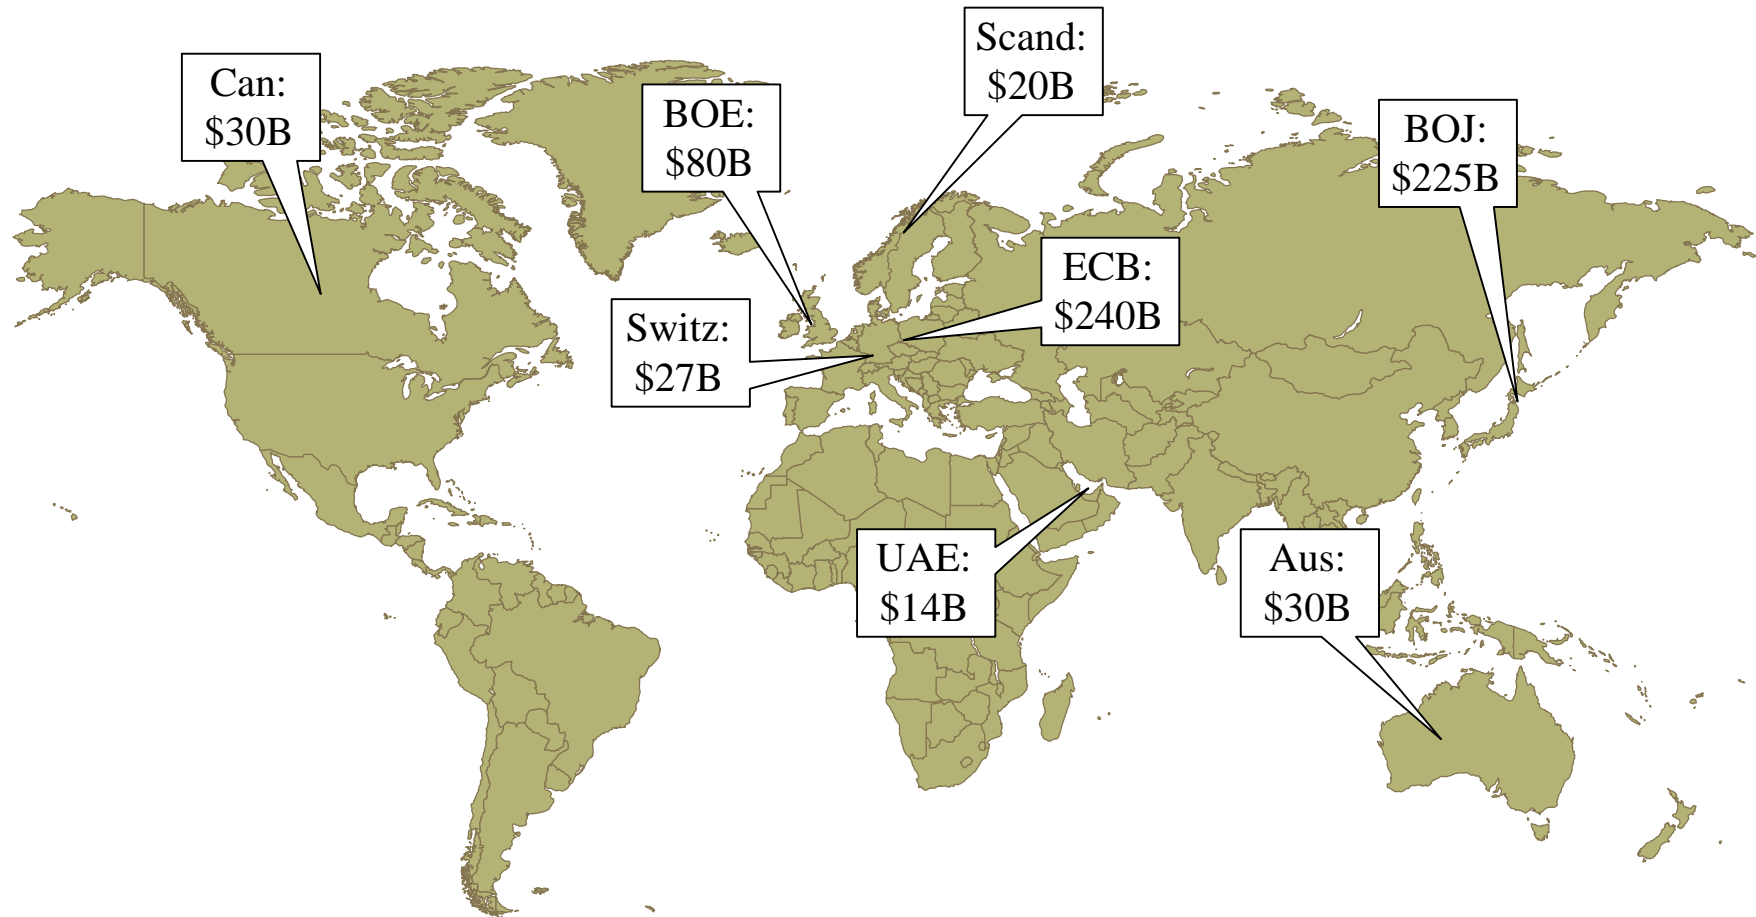 Scand:
$20B
Can:
$30B
BOE:
$80B
BOJ:
$225B
ECB:
$240B
Switz:
$27B
UAE:
$14B
Aus:
$30B